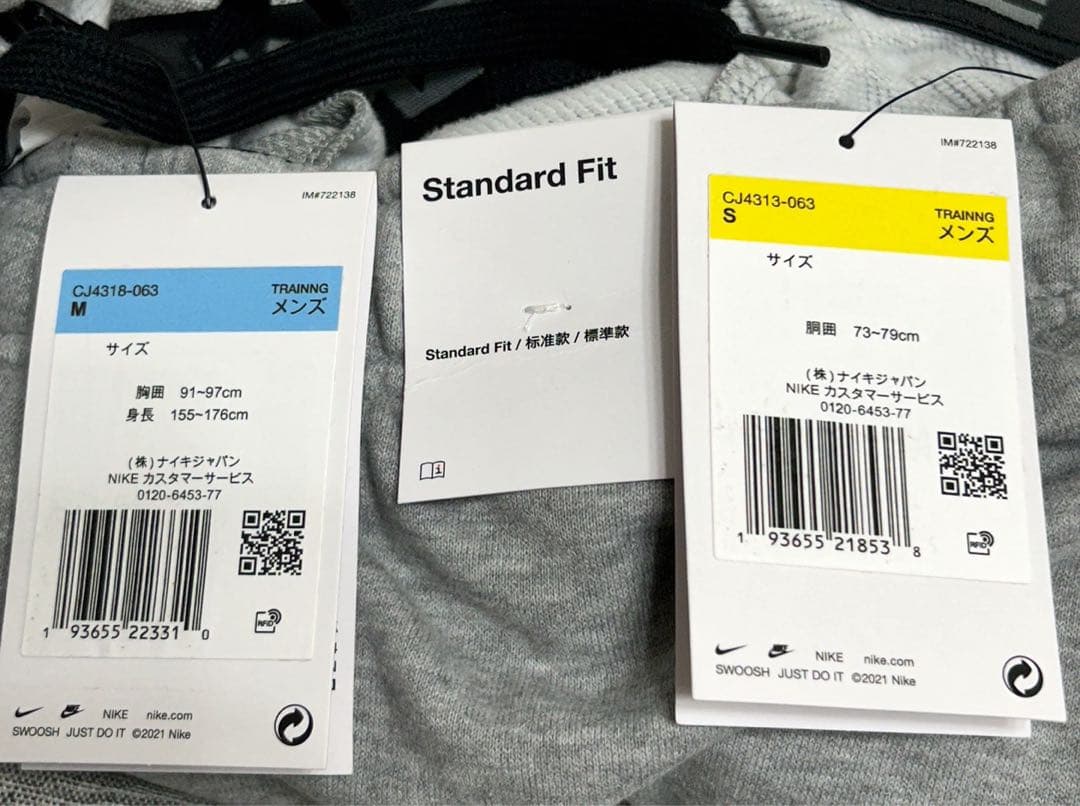 IM#722138
CJ4318-063
M
TRAINNG
メンズ
サイズ
胸囲 91~97cm
身長 155~176cm
(株)ナイキジャパン
NIKE カスタマーサービス
0120-6453-77
1 93655 22331 0
RFID
NIKE nike.com
SWOOSH JUST DO IT ©2021 Nike
Standard Fit
Standard Fit / 标准款 / 標準款
IM#722138
CJ4313-063
S
TRAINNG
メンズ
サイズ
胴囲 73~79cm
(株)ナイキジャパン
NIKE カスタマーサービス
0120-6453-77
1 93655 21853 8
RFID
NIKE nike.com
SWOOSH JUST DO IT ©2021 Nike